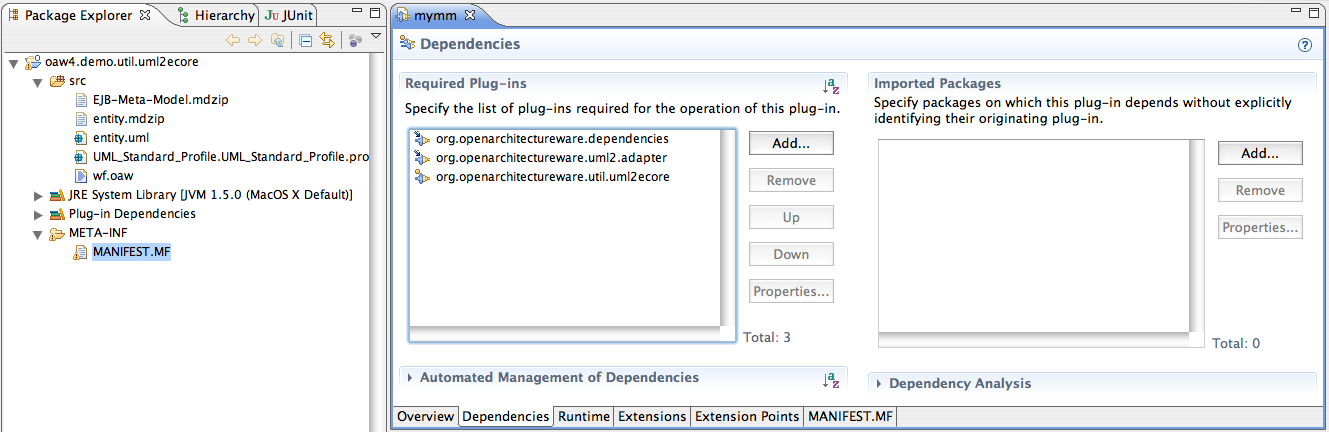 Package Explorer
Hierarchy
JUnit
oaw4.demo.util.uml2ecore
src
EJB-Meta-Model.mdzip
entity.mdzip
entity.uml
UML_Standard_Profile.UML_Standard_Profile.pro
wf.oaw
JRE System Library [JVM 1.5.0 (MacOS X Default)]
Plug-in Dependencies
META-INF
MANIFEST.MF
mymm
Dependencies
Required Plug-ins
Specify the list of plug-ins required for the operation of this plug-in.
org.openarchitectureware.dependencies
org.openarchitectureware.uml2.adapter
org.openarchitectureware.util.uml2ecore
Add...
Remove
Up
Down
Properties...
Total: 3
Automated Management of Dependencies
Imported Packages
Specify packages on which this plug-in depends without explicitly
identifying their originating plug-in.
Add...
Remove
Properties...
Total: 0
Dependency Analysis
Overview Dependencies Runtime Extensions Extension Points MANIFEST.MF